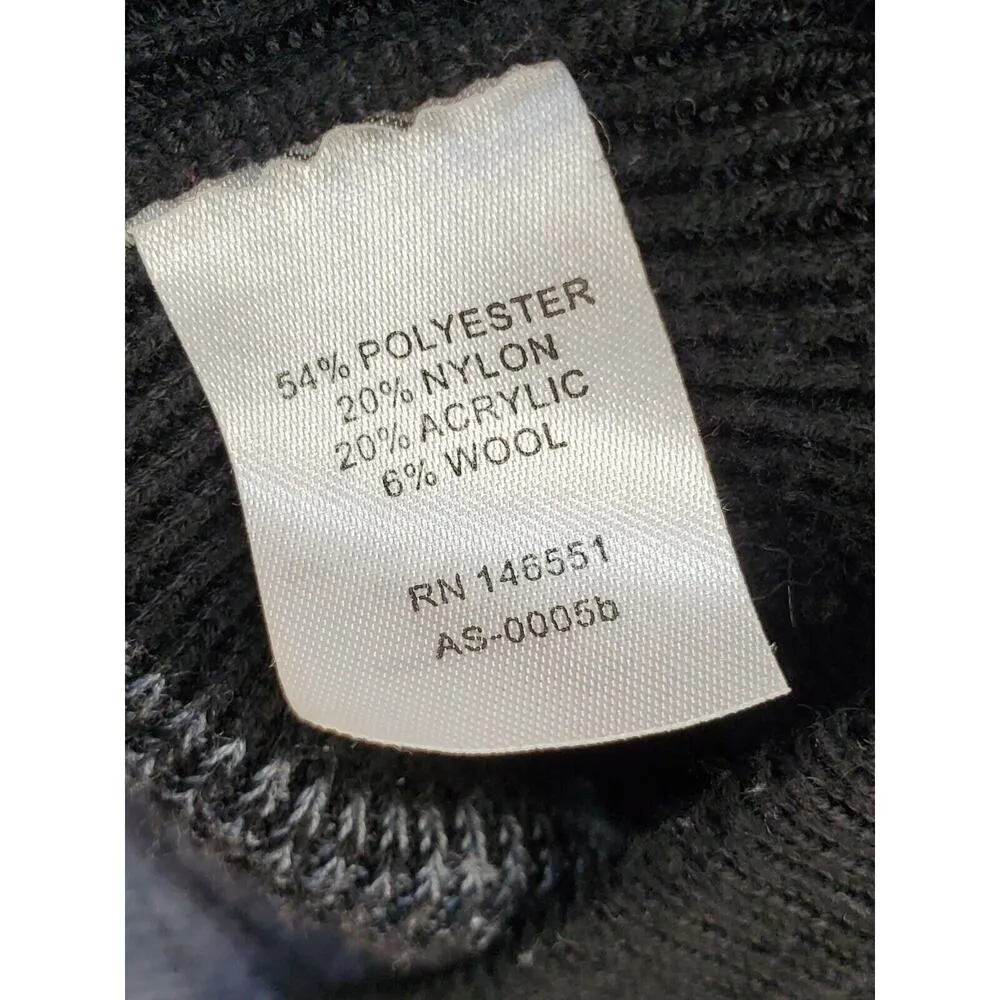 54% POLYESTER
20% NYLON
20% ACRYLIC
6% WOOL
RN 146551
AS-0005b